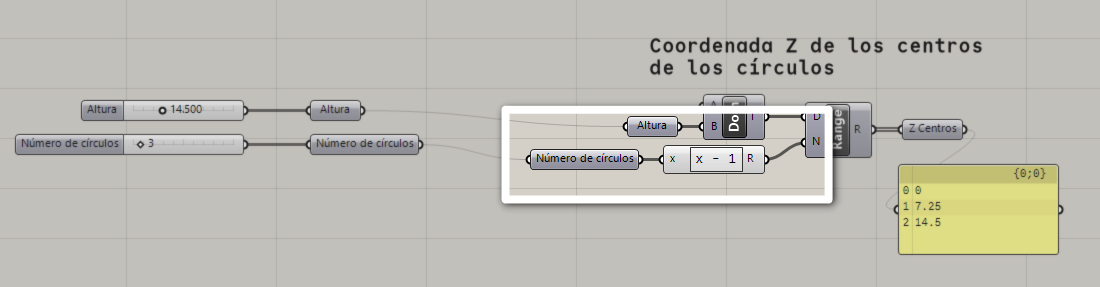 Coordenada Z de los centros
de los círculos
Altura 14.500 Altura
Número de círculos 3 Número de círculos
Altura B I D
Número de círculos x x - 1 R N
Range R
Z Centros
{0;0}
0 0
1 7.25
2 14.5